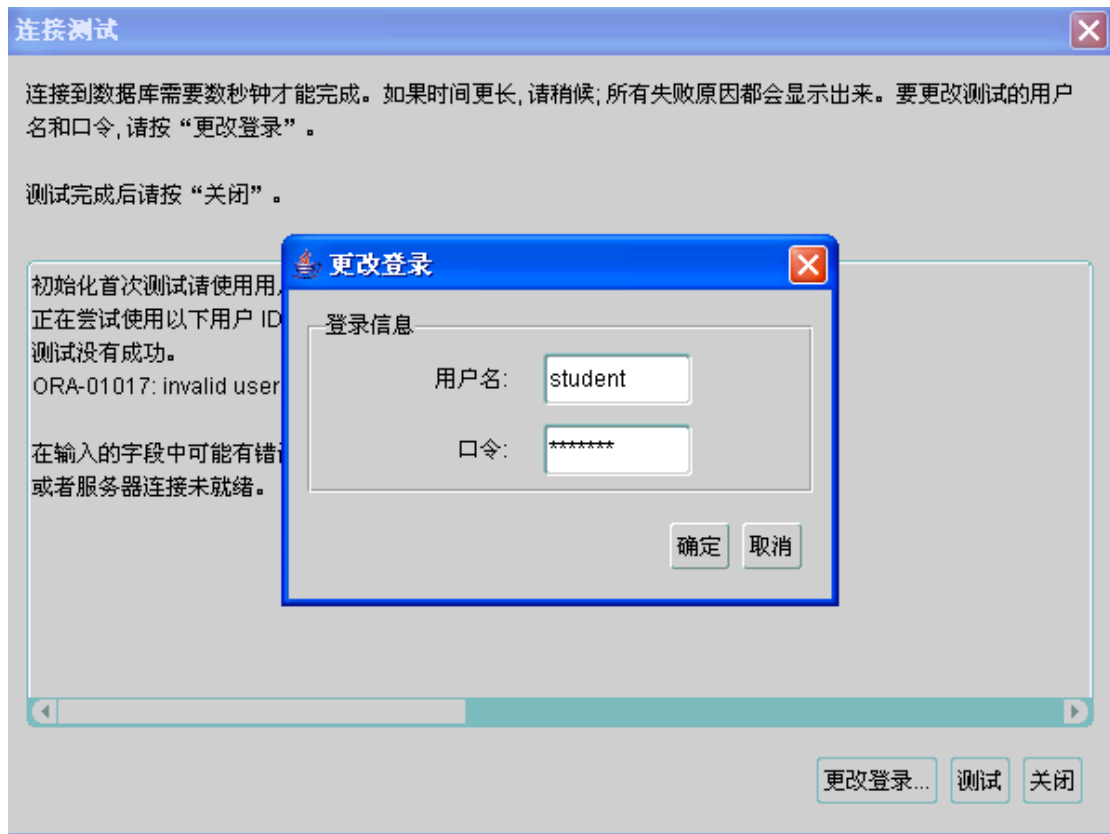 连接测试
连接到数据库需要数秒钟才能完成。如果时间更长, 请稍候; 所有失败原因都会显示出来。要更改测试的用户
名和口令, 请按“更改登录”。
测试完成后请按“关闭”。
初始化首次测试请使用用
正在尝试使用以下用户 ID
测试没有成功。
ORA-01017: invalid user
在输入的字段中可能有错
或者服务器连接未就绪。
更改登录
登录信息
用户名: student
口令: *******
确定 取消
更改登录... 测试 关闭